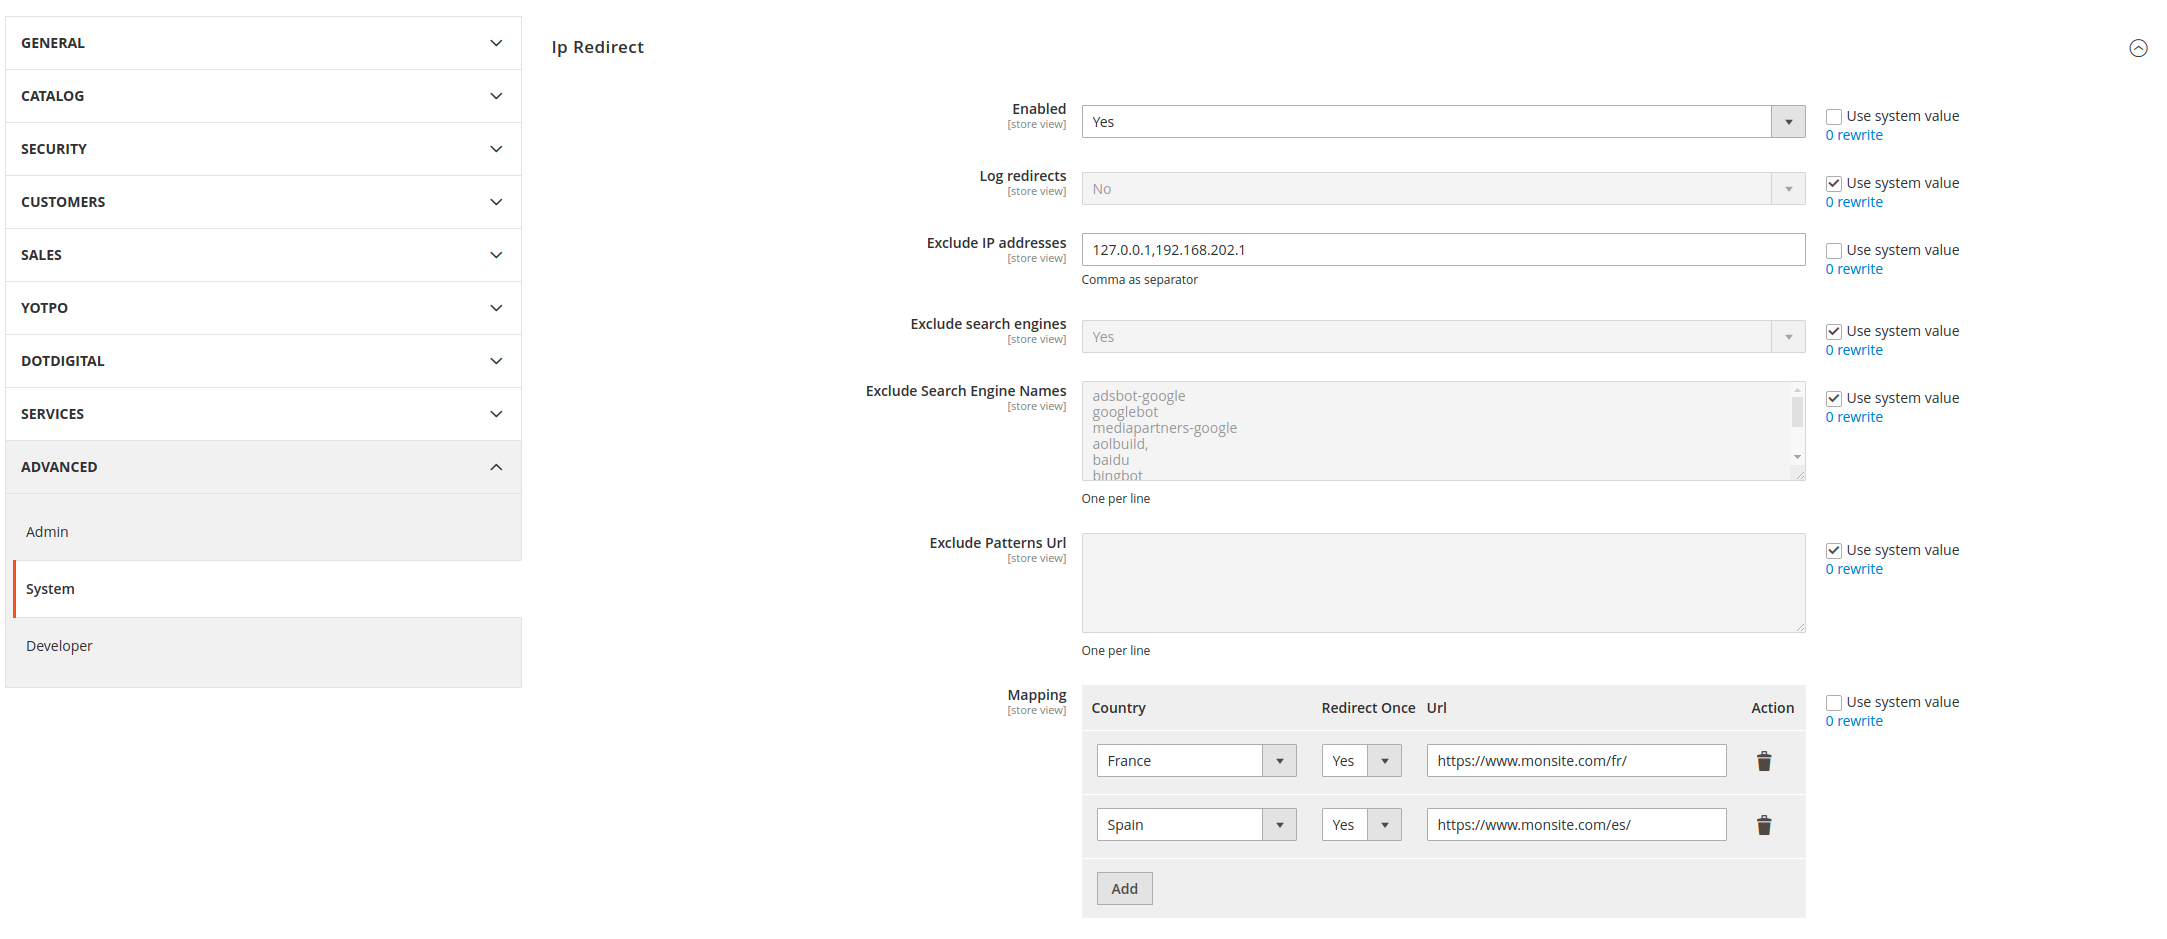 GENERAL
CATALOG
SECURITY
CUSTOMERS
SALES
YOTPO
DOTDIGITAL
SERVICES
ADVANCED
Admin
System
Developer
Ip Redirect
Enabled
[store view]
Yes
Use system value
0 rewrite
Log redirects
[store view]
No
Use system value
0 rewrite
Exclude IP addresses
[store view]
127.0.0.1,192.168.202.1
Comma as separator
Use system value
0 rewrite
Exclude search engines
[store view]
Yes
Use system value
0 rewrite
Exclude Search Engine Names
[store view]
adsbot-google
googlebot
mediapartners-google
aolbuild,
baidu
bingbot
One per line
Use system value
0 rewrite
Exclude Patterns Url
[store view]
One per line
Use system value
0 rewrite
Mapping
[store view]
Country Redirect Once Url Action
France Yes https://www.monsite.com/fr/
Spain Yes https://www.monsite.com/es/
Add
Use system value
0 rewrite